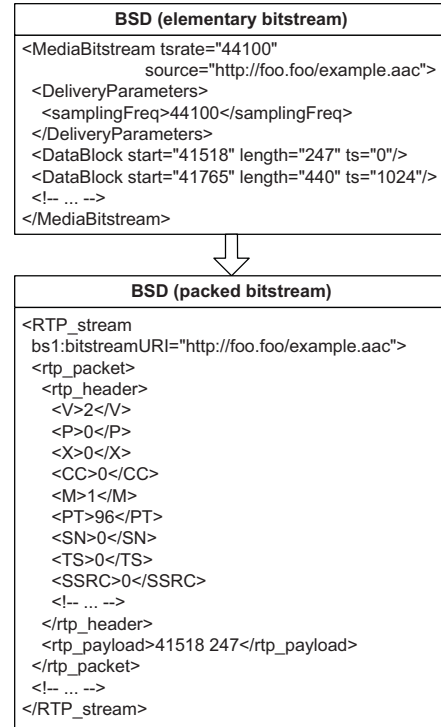 BSD (elementary bitstream)
<MediaBitstream tsrate="44100"
source="http://foo.foo/example.aac">
<DeliveryParameters>
<samplingFreq>44100</samplingFreq>
</DeliveryParameters>
<DataBlock start="41518" length="247" ts="0"/>
<DataBlock start="41765" length="440" ts="1024"/>
<!-- ... -->
</MediaBitstream>
BSD (packed bitstream)
<RTP_stream
bs1:bitstreamURI="http://foo.foo/example.aac">
<rtp_packet>
<rtp_header>
<V>2</V>
<P>0</P>
<X>0</X>
<CC>0</CC>
<M>1</M>
<PT>96</PT>
<SN>0</SN>
<TS>0</TS>
<SSRC>0</SSRC>
<!-- ... -->
</rtp_header>
<rtp_payload>41518 247</rtp_payload>
</rtp_packet>
<!-- ... -->
</RTP_stream>